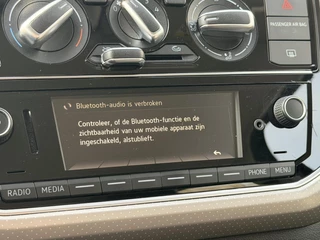 PASSENGER AIR BAG
Bluetooth-audio is verbroken
Controleer, of de Bluetooth-functie en de
zichtbaarheid van uw mobiele apparaat zijn
ingeschakeld, alstublieft.
RADIO MEDIA PHONE MENU